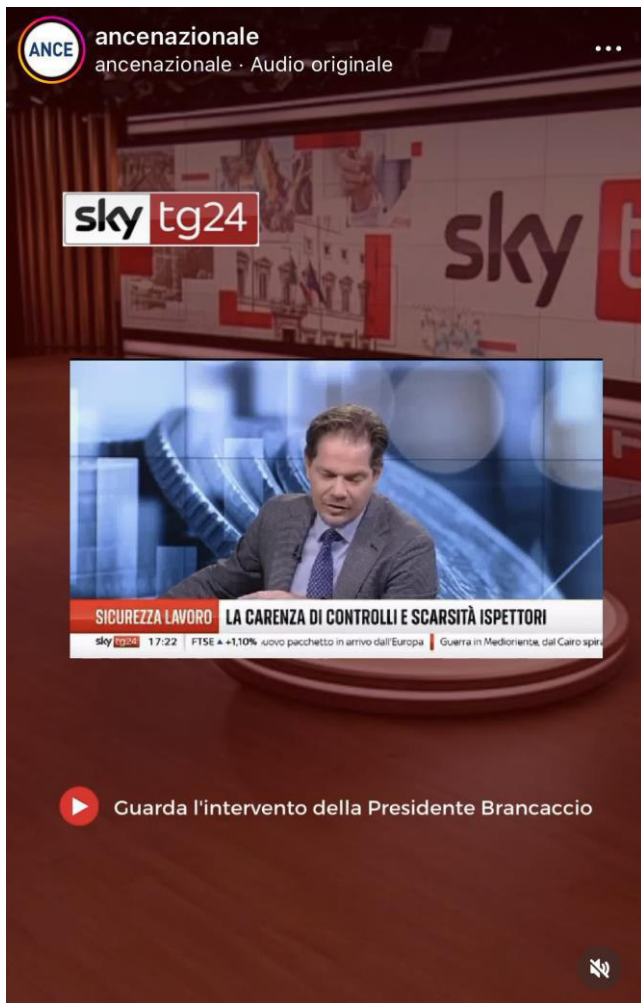 ANCE
ancenazionale
ancenazionale · Audio originale
sky tg24
sky t
SICUREZZA LAVORO LA CARENZA DI CONTROLLI E SCARSITÀ ISPETTORI
sky tg24 17:22 FTSE ▲ +1,10% uovo pacchetto in arrivo dall'Europa Guerra in Medioriente, dal Cairo spira
Guarda l'intervento della Presidente Brancaccio